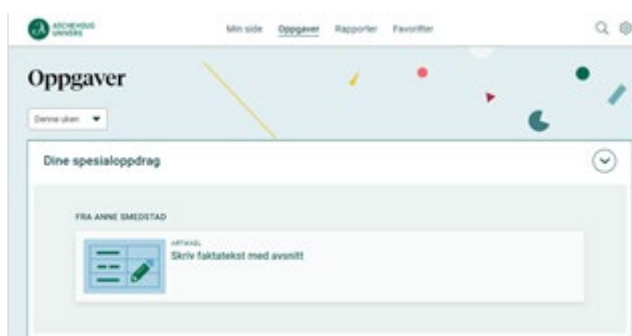 ASCHEHOUG
UNIVERS
Min side Oppgaver Rapporter Favoritter
Oppgaver
Denne uken
Dine spesialoppdrag
FRA ANNE SMEDSTAD
ARTIKKEL
Skriv faktatekst med avsnitt